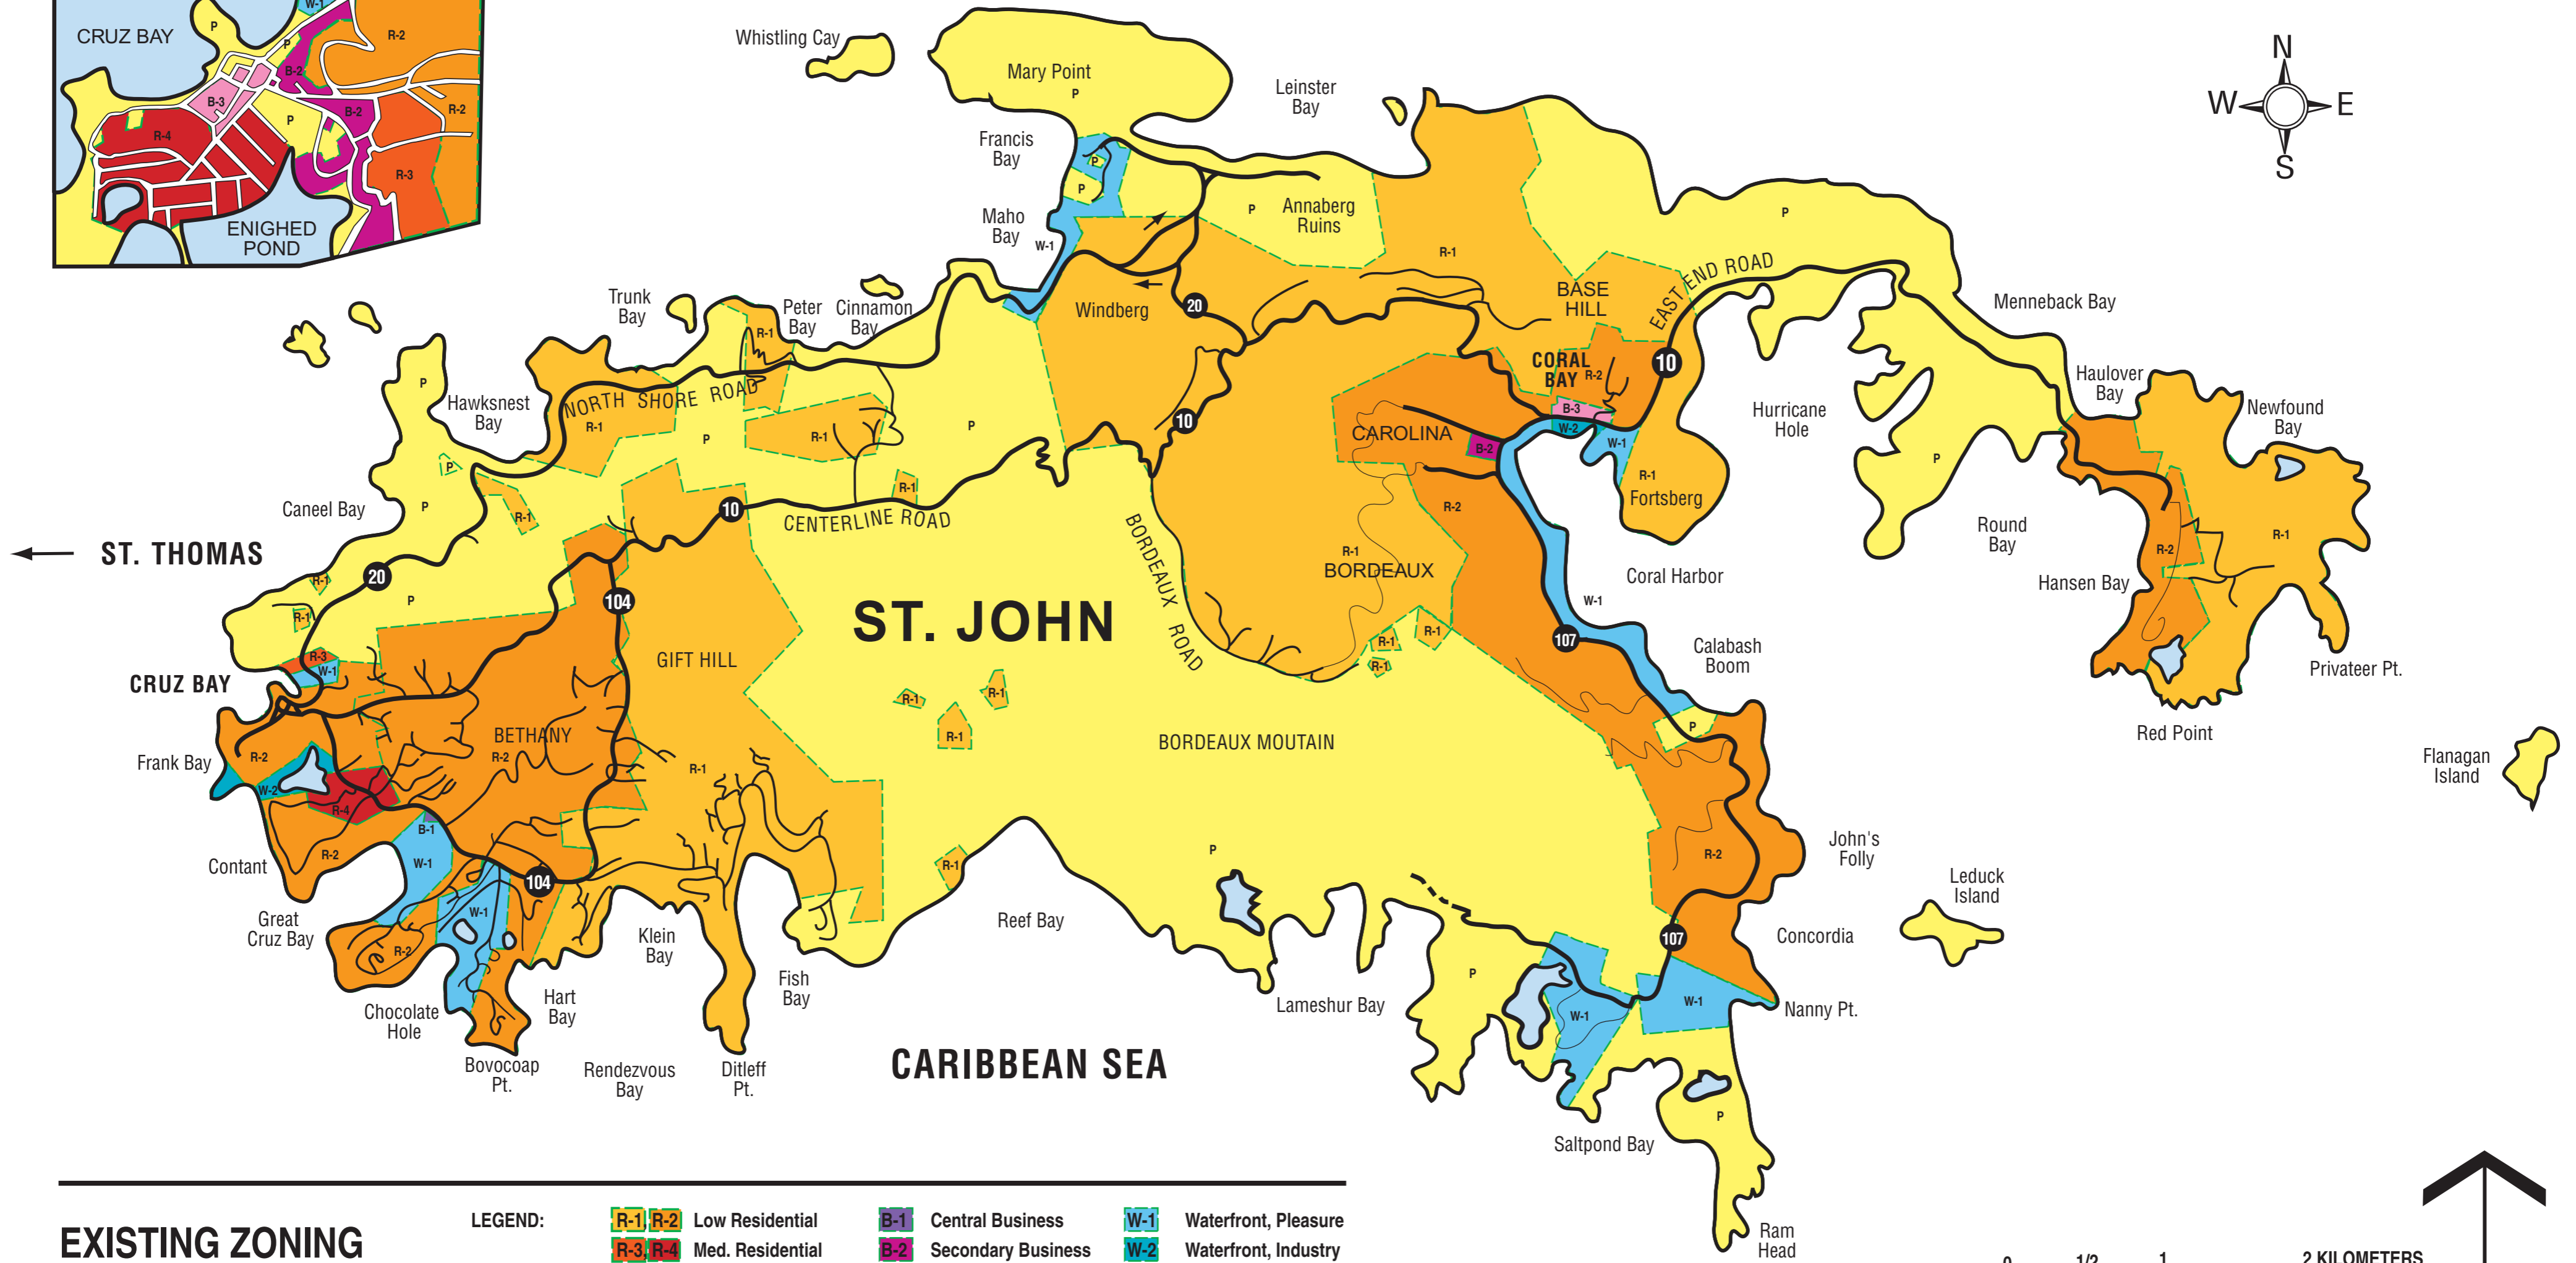 CRUZ BAY
P
W-1
P
B-2
R-2
B-3
P
B-2
R-2
R-4
R-3
ENIGHED
POND
Whistling Cay
Mary Point
P
Leinster
Bay
Francis
Bay
P
P
Maho
Bay
W-1
P
Annaberg
Ruins
R-1
P
N
W
E
S
BASE
HILL
EAST END ROAD
Menneback Bay
Trunk
Bay
Peter
Bay
Cinnamon
Bay
R-1
Windberg
20
CORAL
BAY
R-2
10
Haulover
Bay
Newfound
Bay
Hurricane
Hole
P
Hawksnest
Bay
NORTH SHORE ROAD
R-1
P
R-1
P
10
CAROLINA
B-3
W-2
W-1
B-2
R-1
Fortsberg
P
P
R-1
R-1
Caneel Bay
P
10
CENTERLINE ROAD
BORDEAUX ROAD
R-2
R-1
BORDEAUX
Round
Bay
R-2
R-1
Hansen Bay
Coral Harbor
ST. THOMAS
R-1
20
P
104
R-1
ST. JOHN
W-1
R-1
R-1
R-1
107
Calabash
Boom
Privateer Pt.
Red Point
GIFT HILL
R-3
W-1
CRUZ BAY
R-1
R-1
R-1
BORDEAUX MOUTAIN
P
BETHANY
R-2
R-1
Frank Bay
R-2
W-2
R-4
B-1
W-1
R-2
Contant
104
R-1
P
R-2
John's
Folly
Flanagan
Island
Leduck
Island
Great
Cruz Bay
R-2
W-1
Klein
Bay
Reef Bay
107
Concordia
Fish
Bay
Hart
Bay
Chocolate
Hole
Bovocoap
Pt.
Rendezvous
Bay
Ditleff
Pt.
Lameshur Bay
P
W-1
W-1
Nanny Pt.
CARIBBEAN SEA
Saltpond Bay
P
Ram
Head
EXISTING ZONING
LEGEND:
R-1, R-2 Low Residential
R-3, R-4 Med. Residential
B-1 Central Business
B-2 Secondary Business
W-1 Waterfront, Pleasure
W-2 Waterfront, Industry
0 1/2 1 2 KILOMETERS